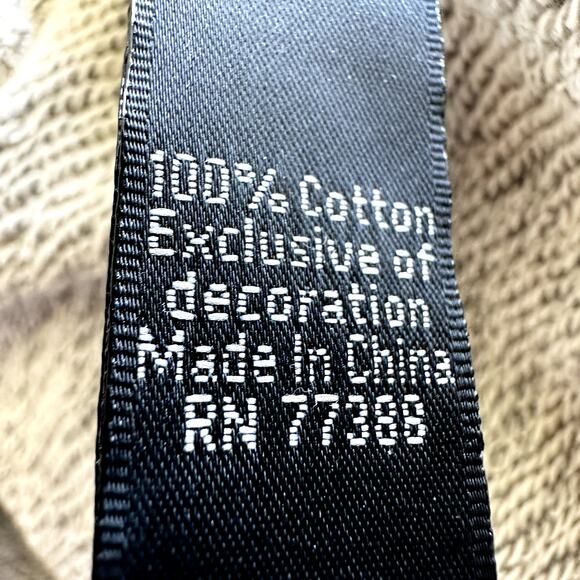 100% Cotton
Exclusive of
decoration
Made In China
RN 77388